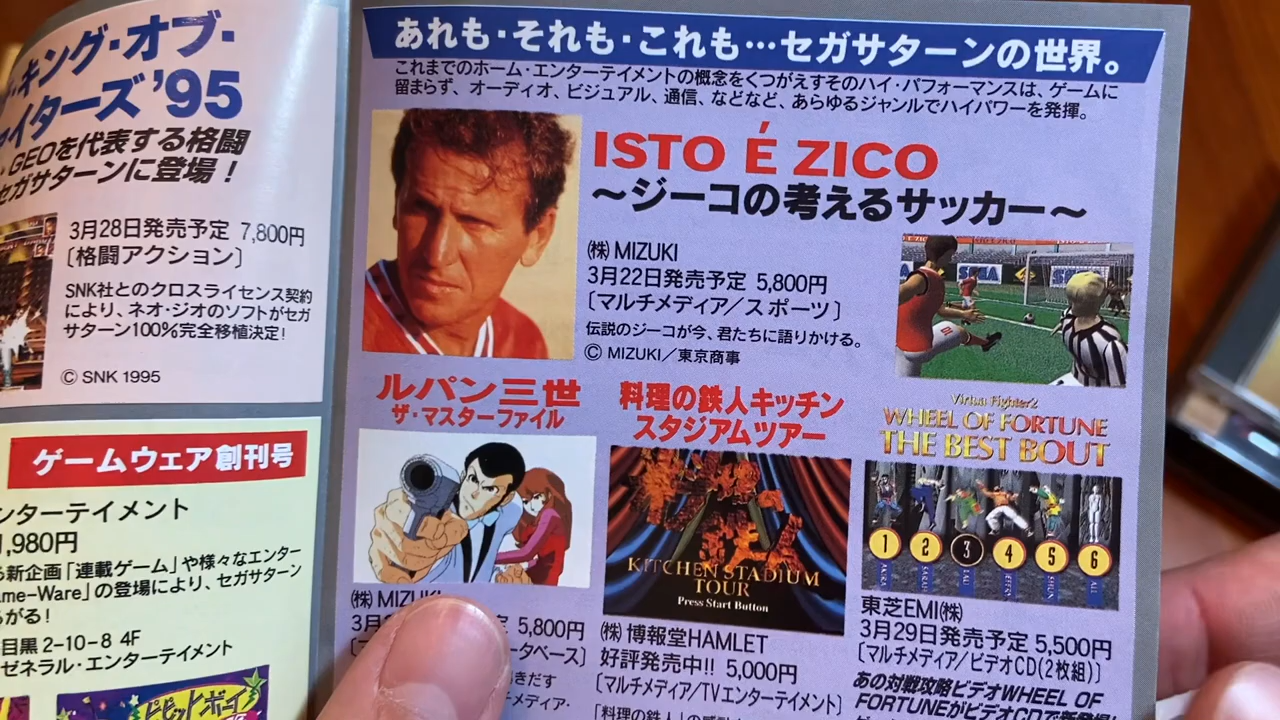 キング・オブ・
ァイターズ ’95
GEOを代表する格闘
セガサターンに登場！
3月28日発売予定 7,800円
〔格闘アクション〕
SNK社とのクロスライセンス契約
により、ネオ・ジオのソフトがセガ
サターン100％完全移植決定！
© SNK 1995
ゲームウェア創刊号
ンターテイメント
,980円
新企画「連載ゲーム」や様々なエンター
ame-Ware」の登場により、セガサターン
がる！
目黒 2-10-8 4F
ゼネラル・エンターテイメント
あれも・それも・これも…セガサターンの世界。
これまでのホーム・エンターテイメントの概念をくつがえすそのハイ・パフォーマンスは、ゲームに
留まらず、オーディオ、ビジュアル、通信、などなど、あらゆるジャンルでハイパワーを発揮。
ISTO É ZICO
～ジーコの考えるサッカー～
㈱ MIZUKI
3月22日発売予定 5,800円
〔マルチメディア／スポーツ〕
伝説のジーコが今、君たちに語りかける。
© MIZUKI／東京商事
SEGA
SEGA
ルパン三世
ザ・マスターファイル
㈱ MIZUKI
3月 5,800円
ータベース〕
きだす
メディア・
料理の鉄人キッチン
スタジアムツアー
KITCHEN STADIUM
TOUR
Press Start Button
㈱ 博報堂HAMLET
好評発売中!! 5,000円
〔マルチメディア/TVエンターテイメント〕
「料理の鉄人」の
Virtua Fighter2
WHEEL OF FORTUNE
THE BEST BOUT
1 2 3 4 5 6
東芝EMI㈱
3月29日発売予定 5,500円
〔マルチメディア/ビデオCD(2枚組)〕
あの対戦攻略ビデオWHEEL OF
FORTUNEがビデオCDで新発売！